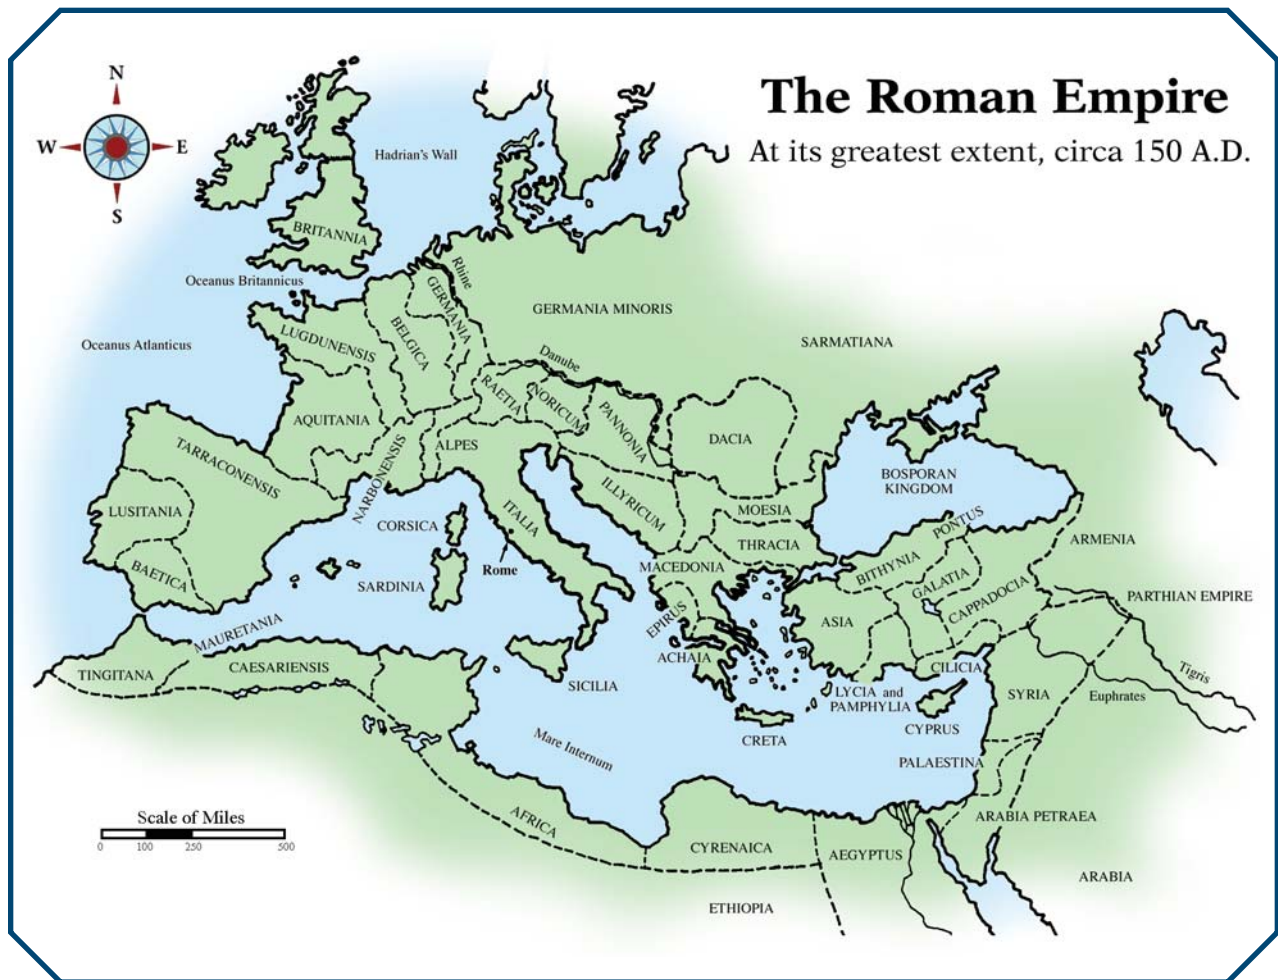 The Roman Empire
At its greatest extent, circa 150 A.D.
N
W
E
S
Hadrian's Wall
BRITANNIA
Oceanus Britannicus
Rhine
GERMANIA
GERMANIA MINORIS
Oceanus Atlanticus
LUGDUNENSIS
BELGICA
SARMATIANA
Danube
RAETIA
NORICUM
PANNONIA
AQUITANIA
ALPES
DACIA
TARRACONENSIS
NARBONENSIS
BOSPORAN
KINGDOM
LUSITANIA
CORSICA
ITALIA
ILLYRICUM
MOESIA
PONTUS
ARMENIA
THRACIA
BAETICA
SARDINIA
Rome
MACEDONIA
BITHYNIA
GALATIA
CAPPADOCIA
PARTHIAN EMPIRE
EPIRUS
ASIA
MAURETANIA
TINGITANA
CAESARIENSIS
ACHAIA
CILICIA
Tigris
SICILIA
LYCIA and
PAMPHYLIA
SYRIA
Euphrates
CYPRUS
CRETA
Mare Internum
PALAESTINA
Scale of Miles
0 100 250 500
AFRICA
ARABIA PETRAEA
CYRENAICA
AEGYPTUS
ARABIA
ETHIOPIA